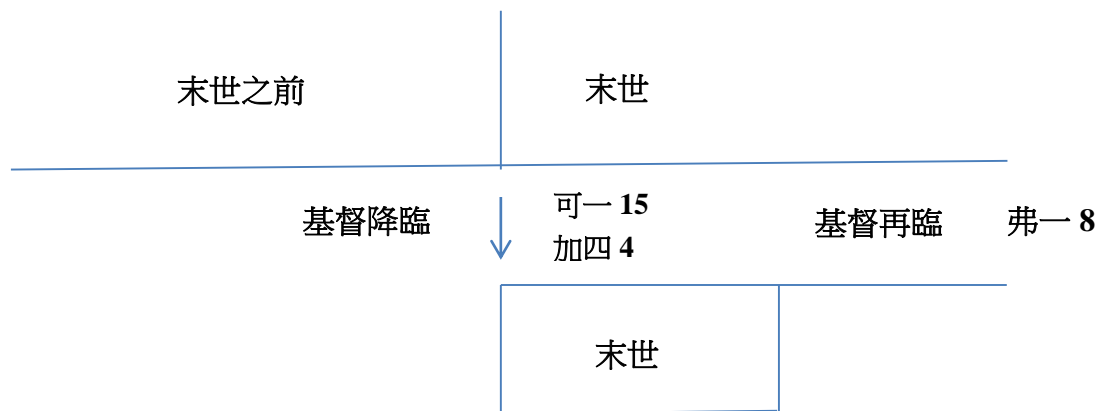 末世之前
末世
基督降臨
可一 15
加四 4
基督再臨
弗一 8
末世